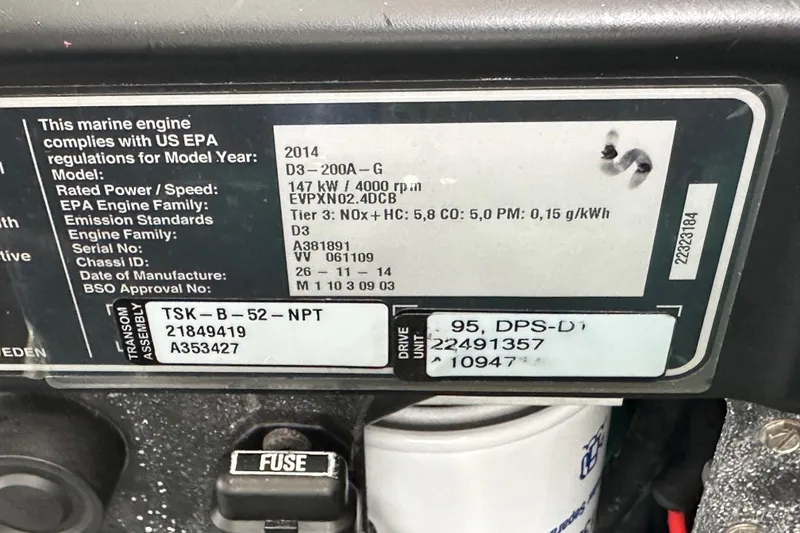 This marine engine
complies with US EPA
regulations for Model Year: 2014
Model: D3-200A-G
Rated Power / Speed: 147 kW / 4000 rpm
EPA Engine Family: EVPXN02.4DCB
Emission Standards Tier 3: NOx+HC: 5,8 CO: 5,0 PM: 0,15 g/kWh
Engine Family: D3
Serial No: A381891
Chassi ID: VV 061109
Date of Manufacture: 26-11-14
BSO Approval No: M 1 10 3 09 03
S
22323184
TRANSOM
ASSEMBLY
TSK-B-52-NPT
21849419
A353427
DRIVE
UNIT
95, DPS-D1
22491357
10947
FUSE